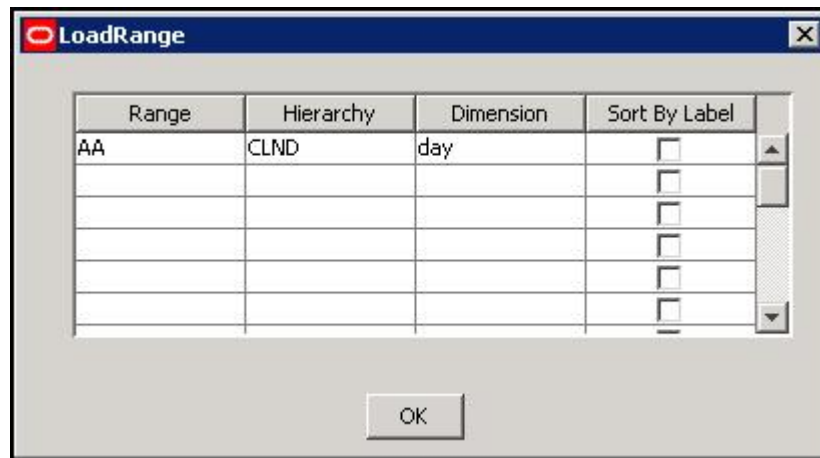 LoadRange
Range Hierarchy Dimension Sort By Label
AA CLND day
OK